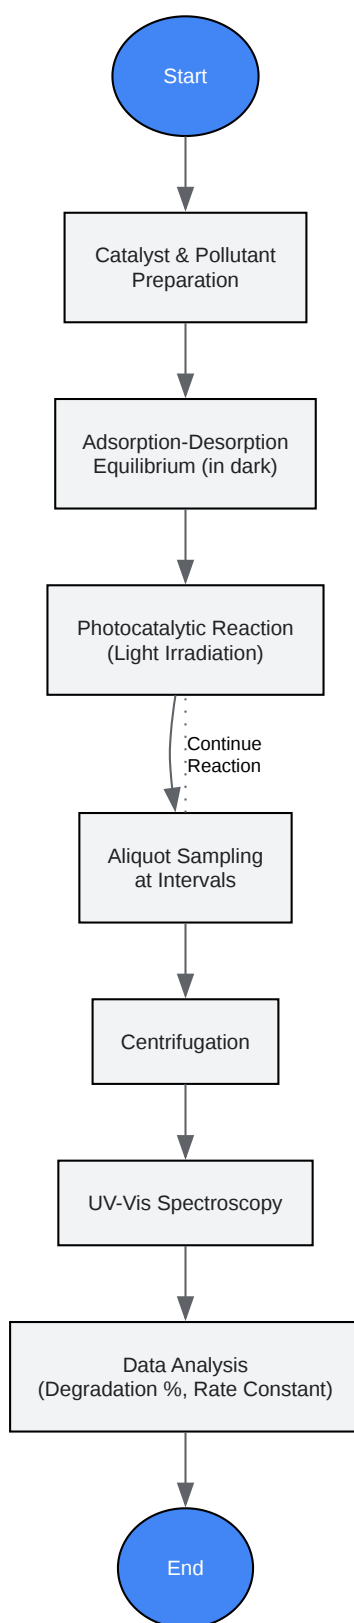 Start
Catalyst & Pollutant
Preparation
Adsorption-Desorption
Equilibrium (in dark)
Photocatalytic Reaction
(Light Irradiation)
Continue
Reaction
Aliquot Sampling
at Intervals
Centrifugation
UV-Vis Spectroscopy
Data Analysis
(Degradation %, Rate Constant)
End